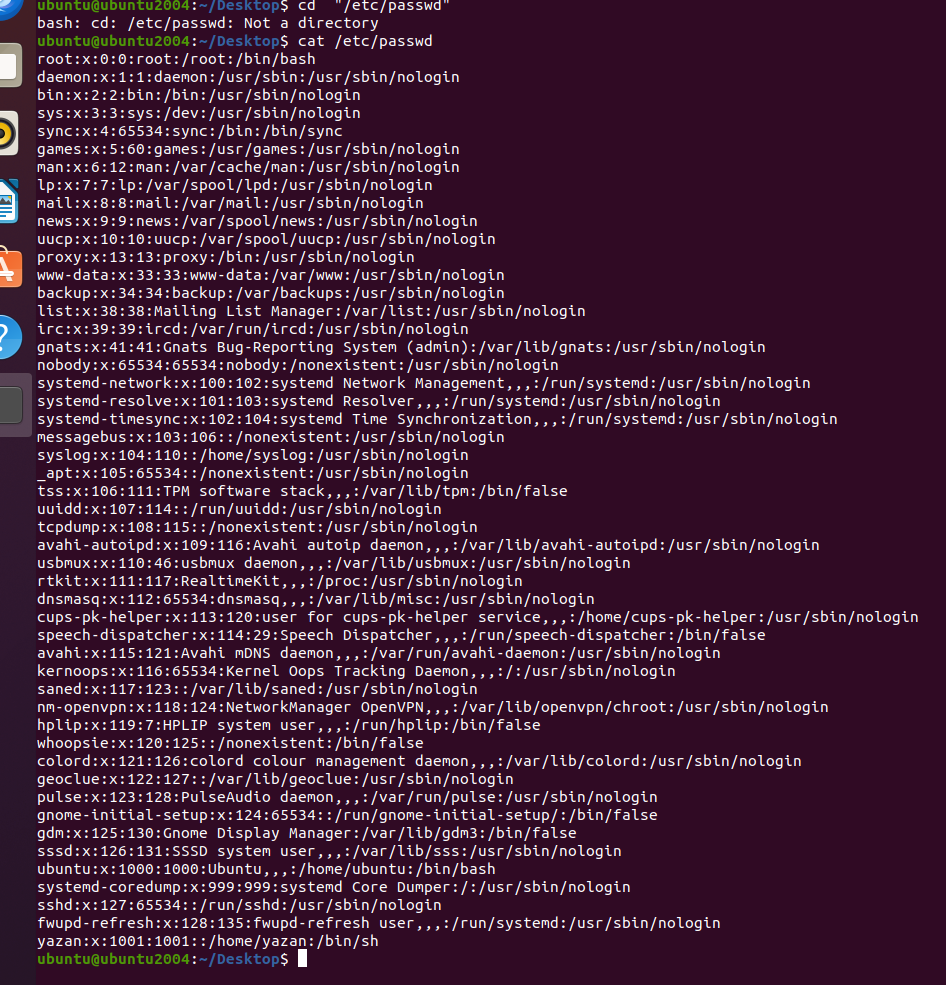 ubuntu@ubuntu2004:~/Desktop$ cd  "/etc/passwd"
bash: cd: /etc/passwd: Not a directory
ubuntu@ubuntu2004:~/Desktop$ cat /etc/passwd
root:x:0:0:root:/root:/bin/bash
daemon:x:1:1:daemon:/usr/sbin:/usr/sbin/nologin
bin:x:2:2:bin:/bin:/usr/sbin/nologin
sys:x:3:3:sys:/dev:/usr/sbin/nologin
sync:x:4:65534:sync:/bin:/bin/sync
games:x:5:60:games:/usr/games:/usr/sbin/nologin
man:x:6:12:man:/var/cache/man:/usr/sbin/nologin
lp:x:7:7:lp:/var/spool/lpd:/usr/sbin/nologin
mail:x:8:8:mail:/var/mail:/usr/sbin/nologin
news:x:9:9:news:/var/spool/news:/usr/sbin/nologin
uucp:x:10:10:uucp:/var/spool/uucp:/usr/sbin/nologin
proxy:x:13:13:proxy:/bin:/usr/sbin/nologin
www-data:x:33:33:www-data:/var/www:/usr/sbin/nologin
backup:x:34:34:backup:/var/backups:/usr/sbin/nologin
list:x:38:38:Mailing List Manager:/var/list:/usr/sbin/nologin
irc:x:39:39:ircd:/var/run/ircd:/usr/sbin/nologin
gnats:x:41:41:Gnats Bug-Reporting System (admin):/var/lib/gnats:/usr/sbin/nologin
nobody:x:65534:65534:nobody:/nonexistent:/usr/sbin/nologin
systemd-network:x:100:102:systemd Network Management,,,:/run/systemd:/usr/sbin/nologin
systemd-resolve:x:101:103:systemd Resolver,,,:/run/systemd:/usr/sbin/nologin
systemd-timesync:x:102:104:systemd Time Synchronization,,,:/run/systemd:/usr/sbin/nologin
messagebus:x:103:106::/nonexistent:/usr/sbin/nologin
syslog:x:104:110::/home/syslog:/usr/sbin/nologin
_apt:x:105:65534::/nonexistent:/usr/sbin/nologin
tss:x:106:111:TPM software stack,,,:/var/lib/tpm:/bin/false
uuidd:x:107:114::/run/uuidd:/usr/sbin/nologin
tcpdump:x:108:115::/nonexistent:/usr/sbin/nologin
avahi-autoipd:x:109:116:Avahi autoip daemon,,,:/var/lib/avahi-autoipd:/usr/sbin/nologin
usbmux:x:110:46:usbmux daemon,,,:/var/lib/usbmux:/usr/sbin/nologin
rtkit:x:111:117:RealtimeKit,,,:/proc:/usr/sbin/nologin
dnsmasq:x:112:65534:dnsmasq,,,:/var/lib/misc:/usr/sbin/nologin
cups-pk-helper:x:113:120:user for cups-pk-helper service,,,:/home/cups-pk-helper:/usr/sbin/nologin
speech-dispatcher:x:114:29:Speech Dispatcher,,,:/run/speech-dispatcher:/bin/false
avahi:x:115:121:Avahi mDNS daemon,,,:/var/run/avahi-daemon:/usr/sbin/nologin
kernoops:x:116:65534:Kernel Oops Tracking Daemon,,,:/:/usr/sbin/nologin
saned:x:117:123::/var/lib/saned:/usr/sbin/nologin
nm-openvpn:x:118:124:NetworkManager OpenVPN,,,:/var/lib/openvpn/chroot:/usr/sbin/nologin
hplip:x:119:7:HPLIP system user,,,:/run/hplip:/bin/false
whoopsie:x:120:125::/nonexistent:/bin/false
colord:x:121:126:colord colour management daemon,,,:/var/lib/colord:/usr/sbin/nologin
geoclue:x:122:127::/var/lib/geoclue:/usr/sbin/nologin
pulse:x:123:128:PulseAudio daemon,,,:/var/run/pulse:/usr/sbin/nologin
gnome-initial-setup:x:124:65534::/run/gnome-initial-setup/:/bin/false
gdm:x:125:130:Gnome Display Manager:/var/lib/gdm3:/bin/false
sssd:x:126:131:SSSD system user,,,:/var/lib/sss:/usr/sbin/nologin
ubuntu:x:1000:1000:Ubuntu,,,:/home/ubuntu:/bin/bash
systemd-coredump:x:999:999:systemd Core Dumper:/:/usr/sbin/nologin
sshd:x:127:65534::/run/sshd:/usr/sbin/nologin
fwupd-refresh:x:128:135:fwupd-refresh user,,,:/run/systemd:/usr/sbin/nologin
yazan:x:1001:1001::/home/yazan:/bin/sh
ubuntu@ubuntu2004:~/Desktop$